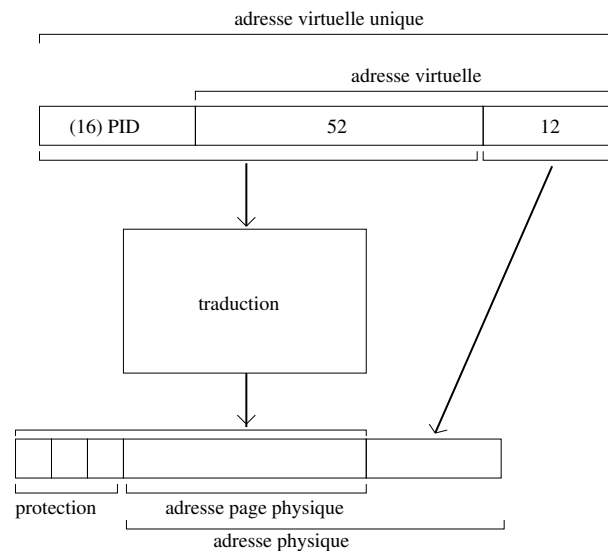 adresse virtuelle unique
adresse virtuelle
(16) PID 52 12
traduction
protection adresse page physique
adresse physique